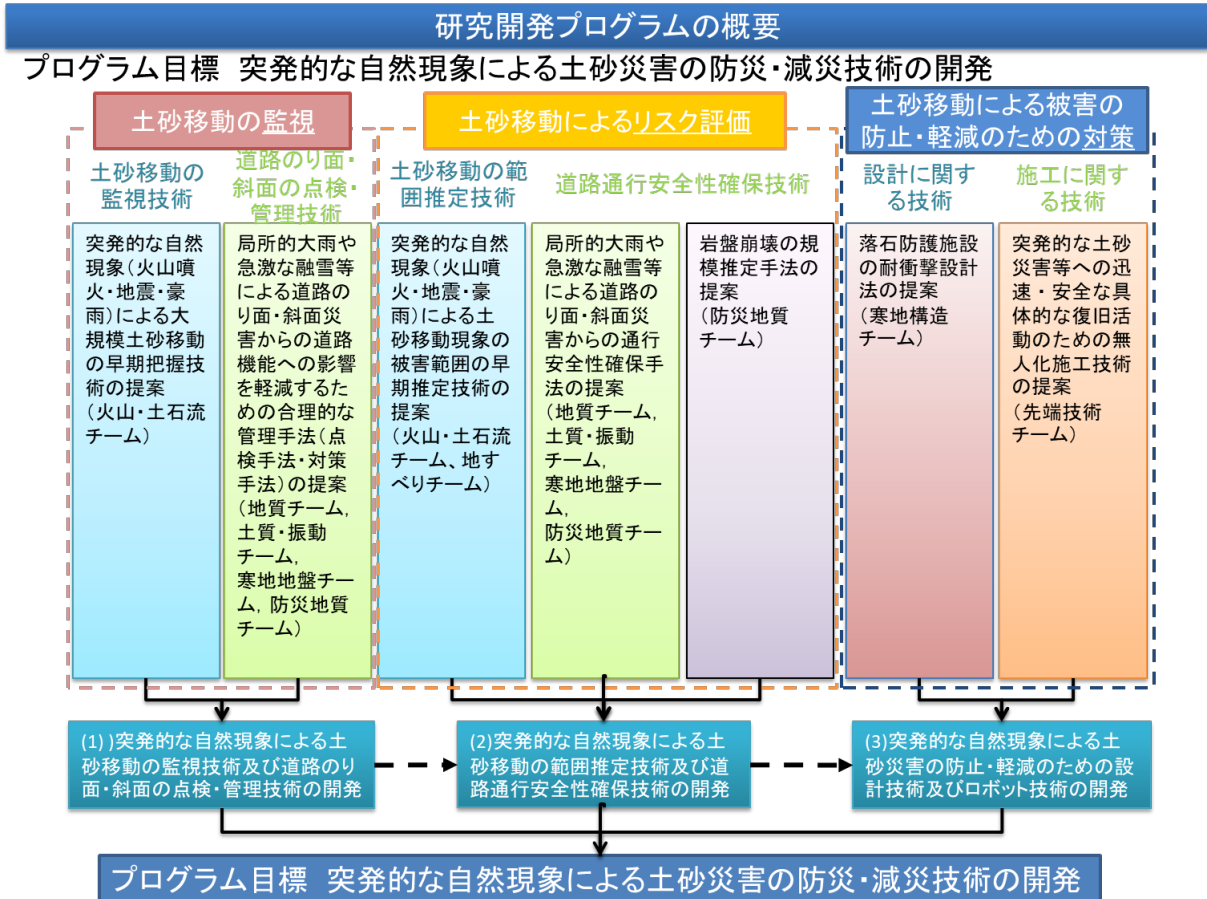 研究開発プログラムの概要
プログラム目標 突発的な自然現象による土砂災害の防災・減災技術の開発
土砂移動の監視
土砂移動の
監視技術
道路のり面・
斜面の点検・
管理技術
突発的な自然
現象(火山噴
火・地震・豪
雨)による大
規模土砂移動
の早期把握技
術の提案
(火山・土石流
チーム)
局所的大雨や
急激な融雪等
による道路の
り面・斜面災
害からの道路
機能への影響
を軽減するた
めの合理的な
管理手法(点
検手法・対策
手法)の提案
(地質チーム,
土質・振動
チーム,
寒地地盤チー
ム, 防災地質
チーム)
土砂移動によるリスク評価
土砂移動の範
囲推定技術
道路通行安全性確保技術
突発的な自然
現象(火山噴
火・地震・豪
雨)による土
砂移動現象の
被害範囲の早
期推定技術の
提案
(火山・土石流
チーム、地す
べりチーム)
局所的大雨や
急激な融雪等
による道路の
り面・斜面災
害からの通行
安全性確保手
法の提案
(地質チーム,
土質・振動
チーム,
寒地地盤チー
ム,
防災地質チー
ム)
岩盤崩壊の規
模推定手法の
提案
(防災地質
チーム)
土砂移動による被害の
防止・軽減のための対策
設計に関す
る技術
施工に関す
る技術
落石防護施設
の耐衝撃設計
法の提案
(寒地構造
チーム)
突発的な土砂
災害等への迅
速・安全な具
体的な復旧活
動のための無
人化施工技術
の提案
(先端技術
チーム)
(1) )突発的な自然現象による土
砂移動の監視技術及び道路のり
面・斜面の点検・管理技術の開発
(2)突発的な自然現象による土
砂移動の範囲推定技術及び道
路通行安全性確保技術の開発
(3)突発的な自然現象による土
砂災害の防止・軽減のための設
計技術及びロボット技術の開発
プログラム目標 突発的な自然現象による土砂災害の防災・減災技術の開発